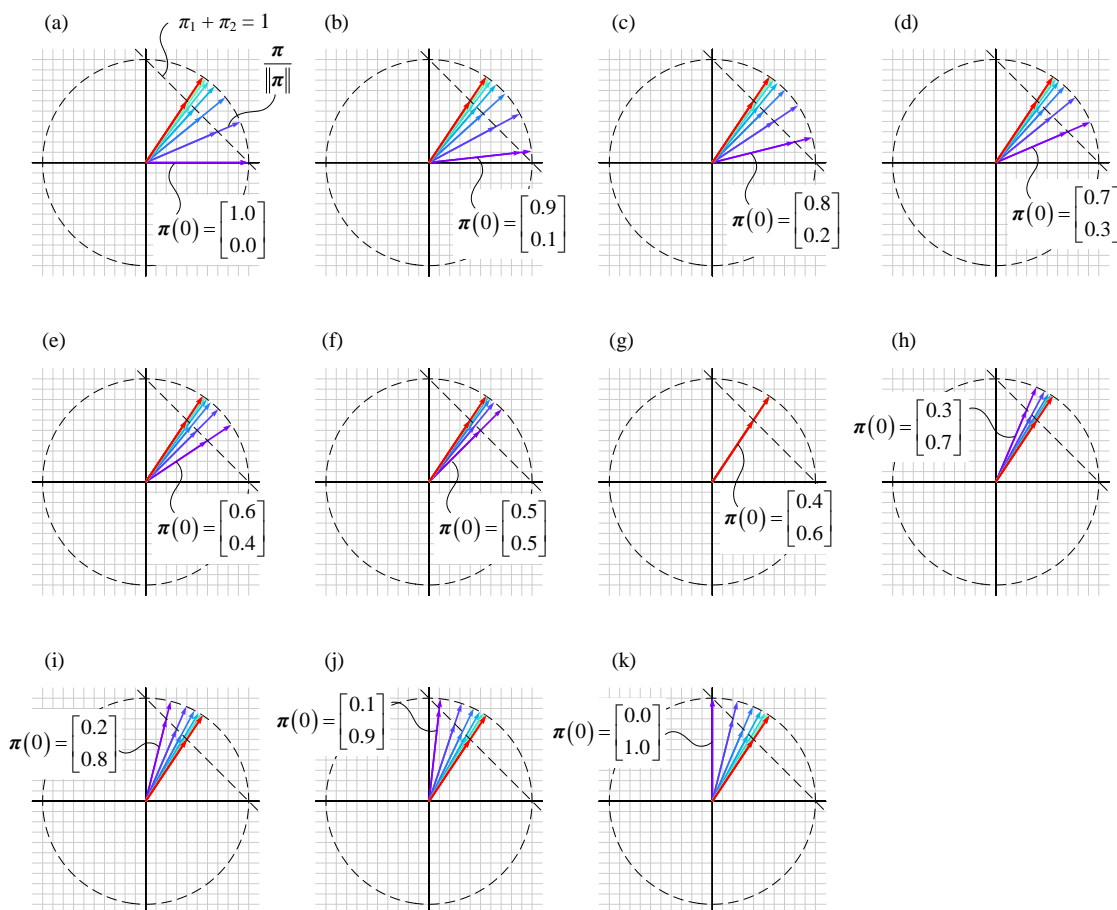 (a)
π₁ + π₂ = 1
π / ‖π‖
π(0) = [1.0
0.0]
(b)
π(0) = [0.9
0.1]
(c)
π(0) = [0.8
0.2]
(d)
π(0) = [0.7
0.3]
(e)
π(0) = [0.6
0.4]
(f)
π(0) = [0.5
0.5]
(g)
π(0) = [0.4
0.6]
(h)
π(0) = [0.3
0.7]
(i)
π(0) = [0.2
0.8]
(j)
π(0) = [0.1
0.9]
(k)
π(0) = [0.0
1.0]